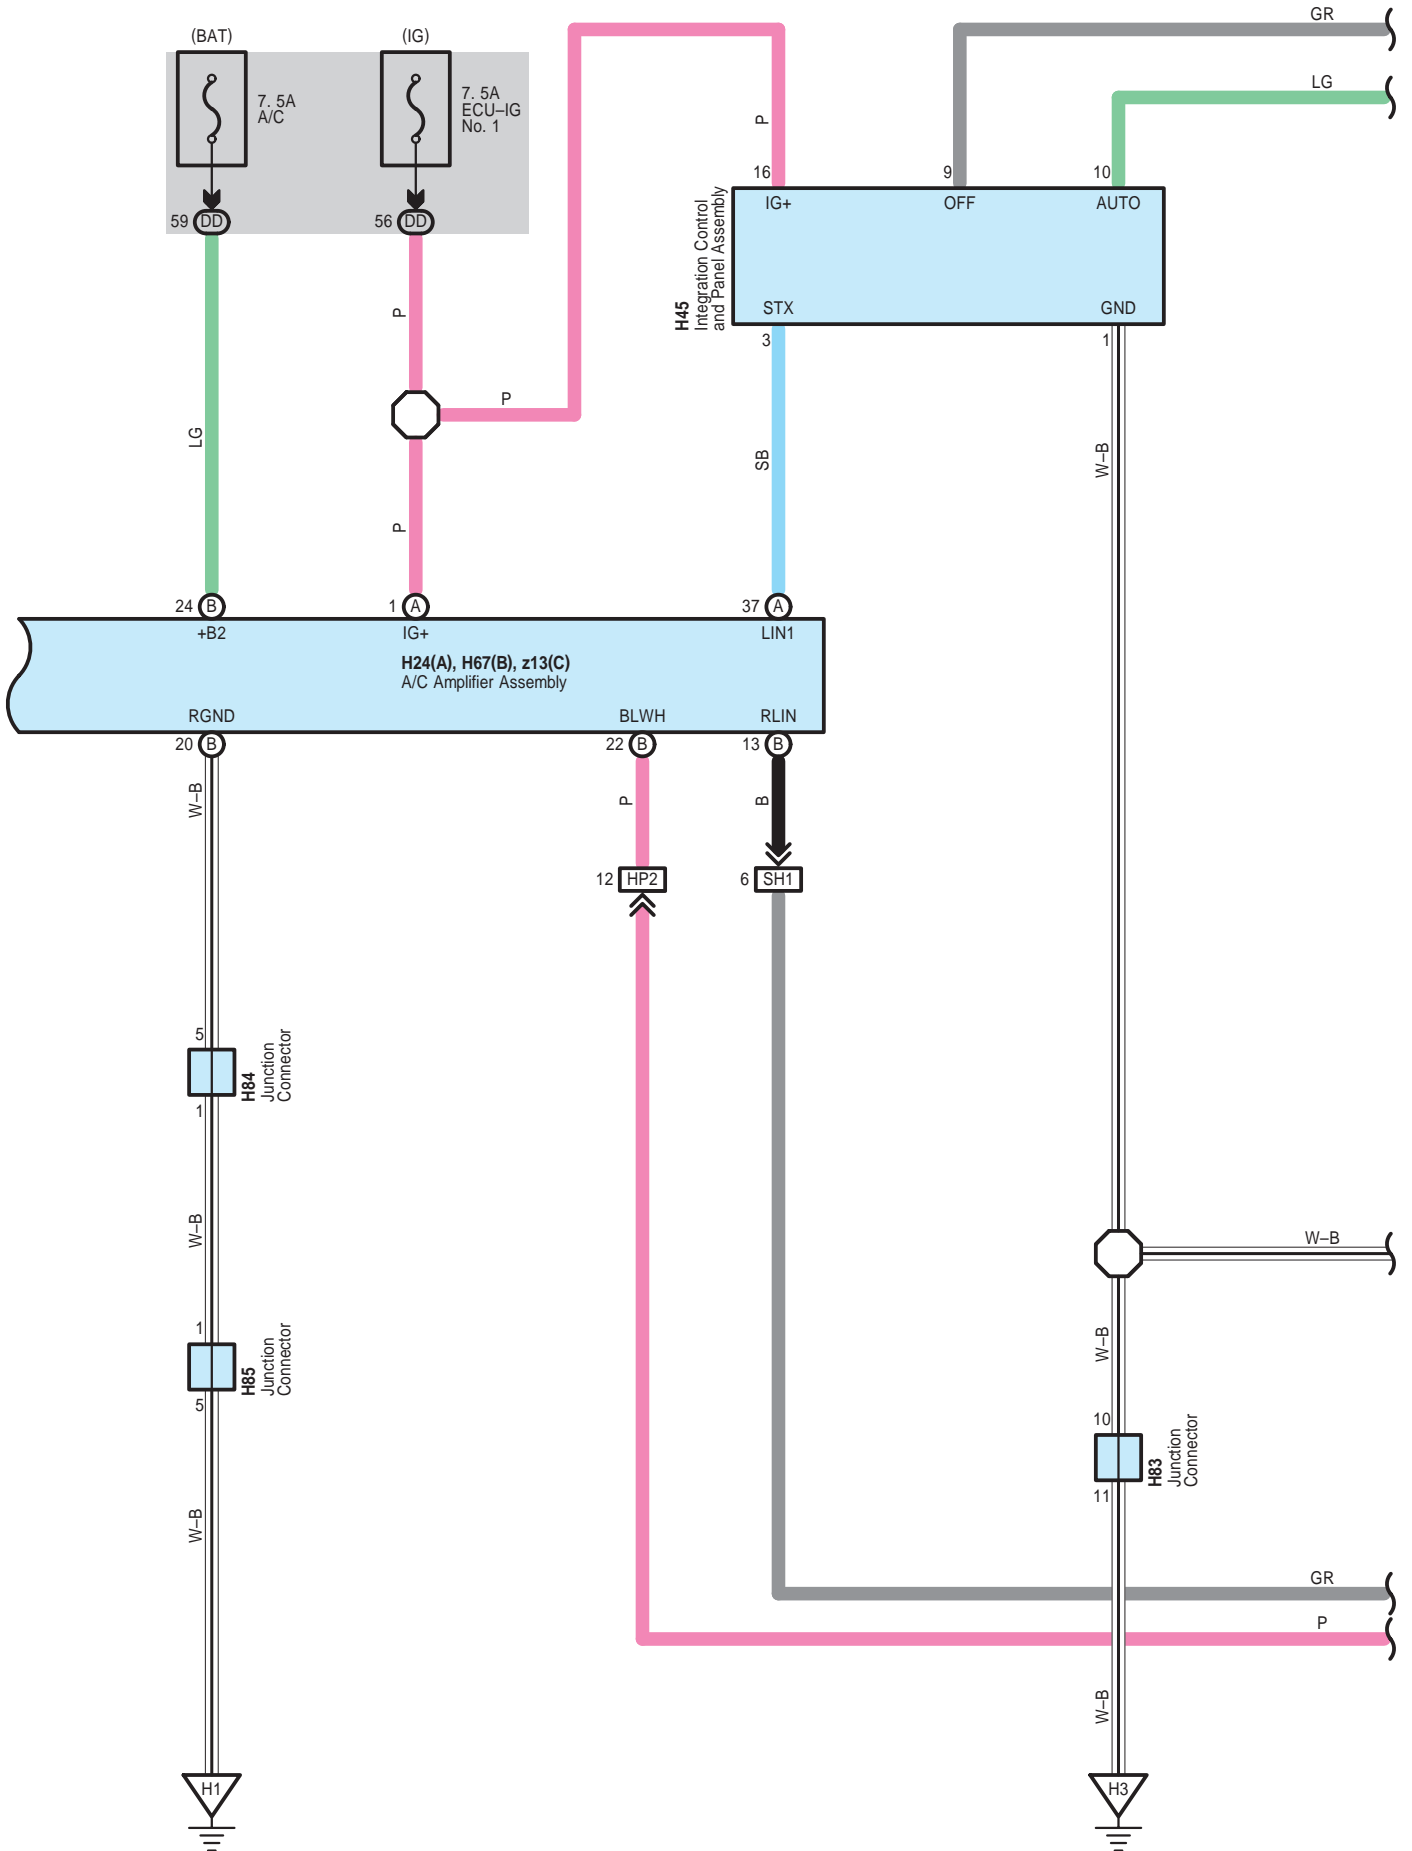 (BAT)
(IG)
GR
7. 5A
A/C
7. 5A
ECU–IG
No. 1
LG
P
59 DD
56 DD
16
9
10
IG+
OFF
AUTO
H45
Integration Control
and Panel Assembly
STX
GND
3
1
P
P
LG
SB
W–B
P
24 B
1 A
37 A
+B2
IG+
LIN1
H24(A), H67(B), z13(C)
A/C Amplifier Assembly
RGND
BLWH
RLIN
20 B
22 B
13 B
W–B
P
B
12 HP2
6 SH1
5
H84
Junction
Connector
1
W–B
W–B
1
H85
Junction
Connector
5
W–B
10
H83
Junction
Connector
11
W–B
GR
P
W–B
H1
H3